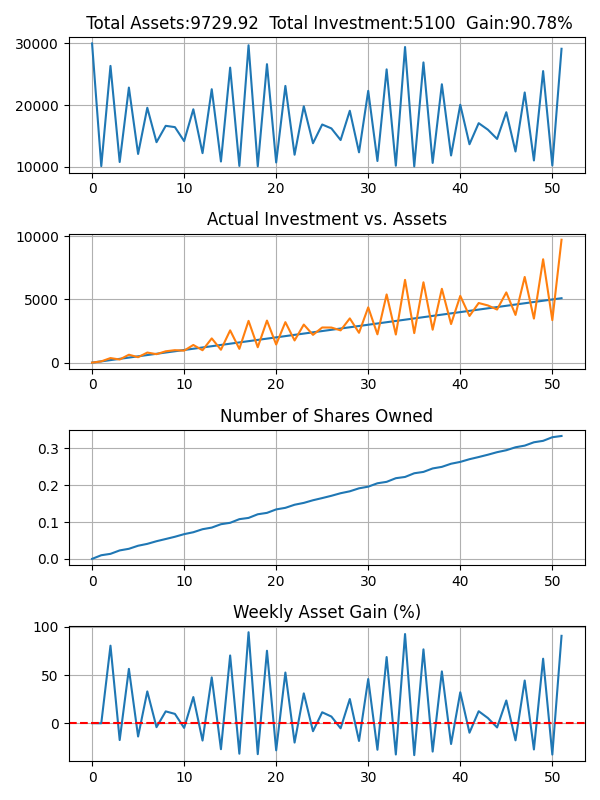 Total Assets:9729.92  Total Investment:5100  Gain:90.78%
30000
20000
10000
0 10 20 30 40 50
Actual Investment vs. Assets
10000
5000
0
0 10 20 30 40 50
Number of Shares Owned
0.3
0.2
0.1
0.0
0 10 20 30 40 50
Weekly Asset Gain (%)
100
50
0
0 10 20 30 40 50